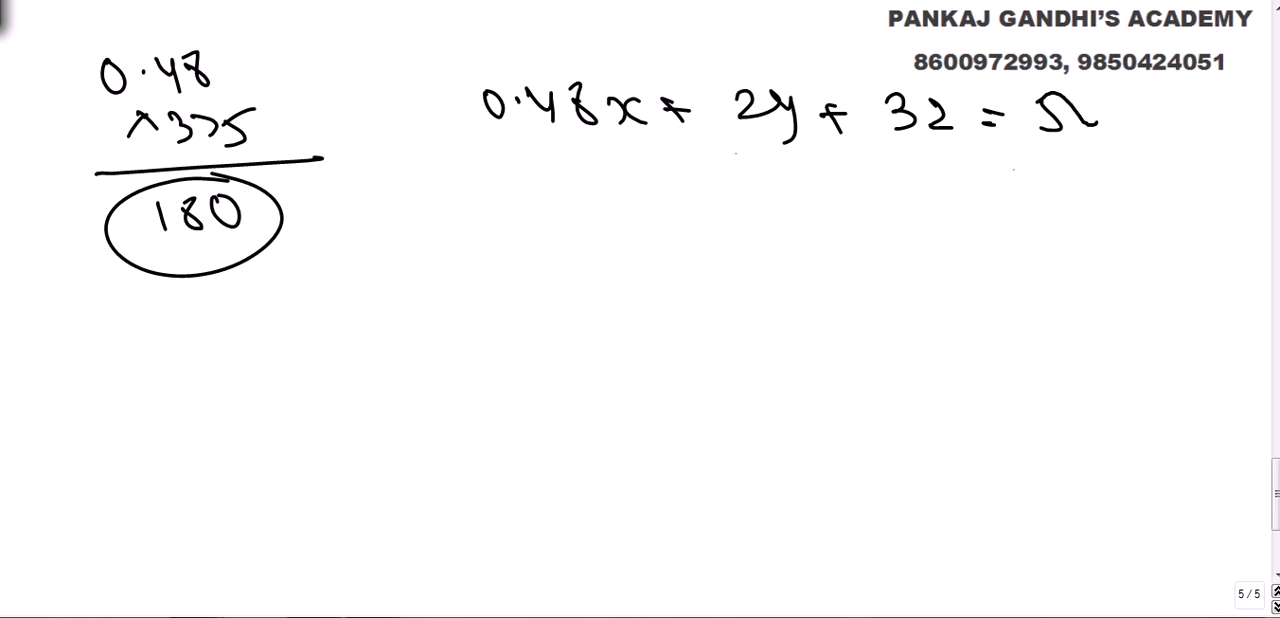 PANKAJ GANDHI'S ACADEMY
8600972993, 9850424051
0.48
×375
180
0.48x + 2y + 32 = Ω
5 / 5